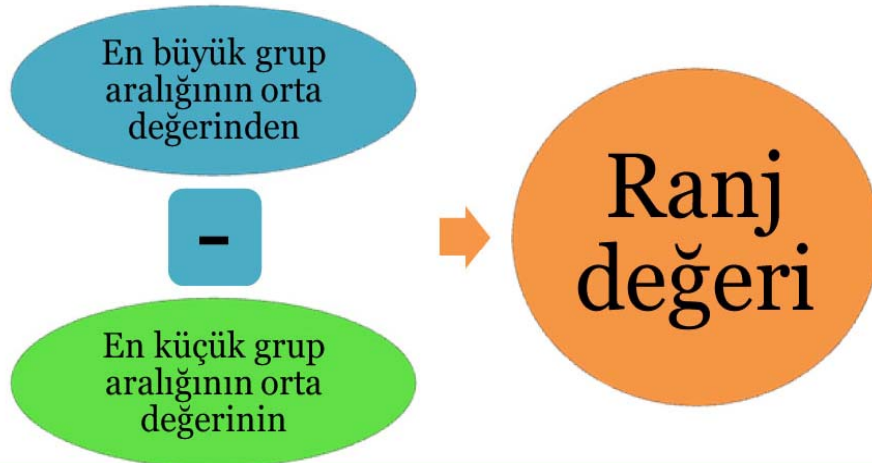 En büyük grup
aralığının orta
değerinden
-
En küçük grup
aralığının orta
değerinin
Ranj
değeri